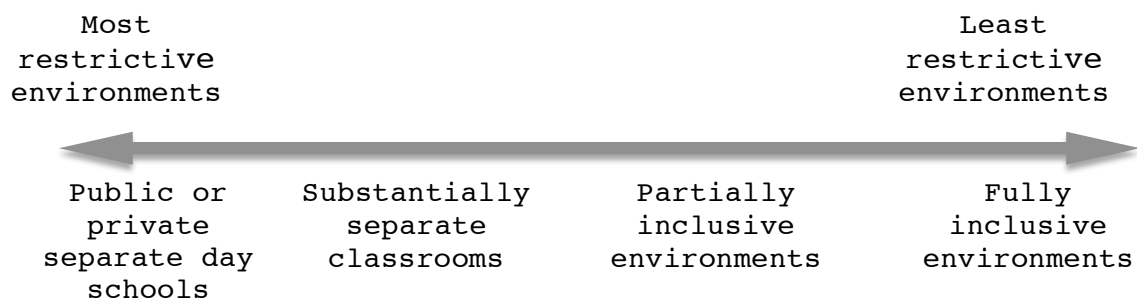 Most
restrictive
environments
Least
restrictive
environments
Public or
private
separate day
schools
Substantially
separate
classrooms
Partially
inclusive
environments
Fully
inclusive
environments